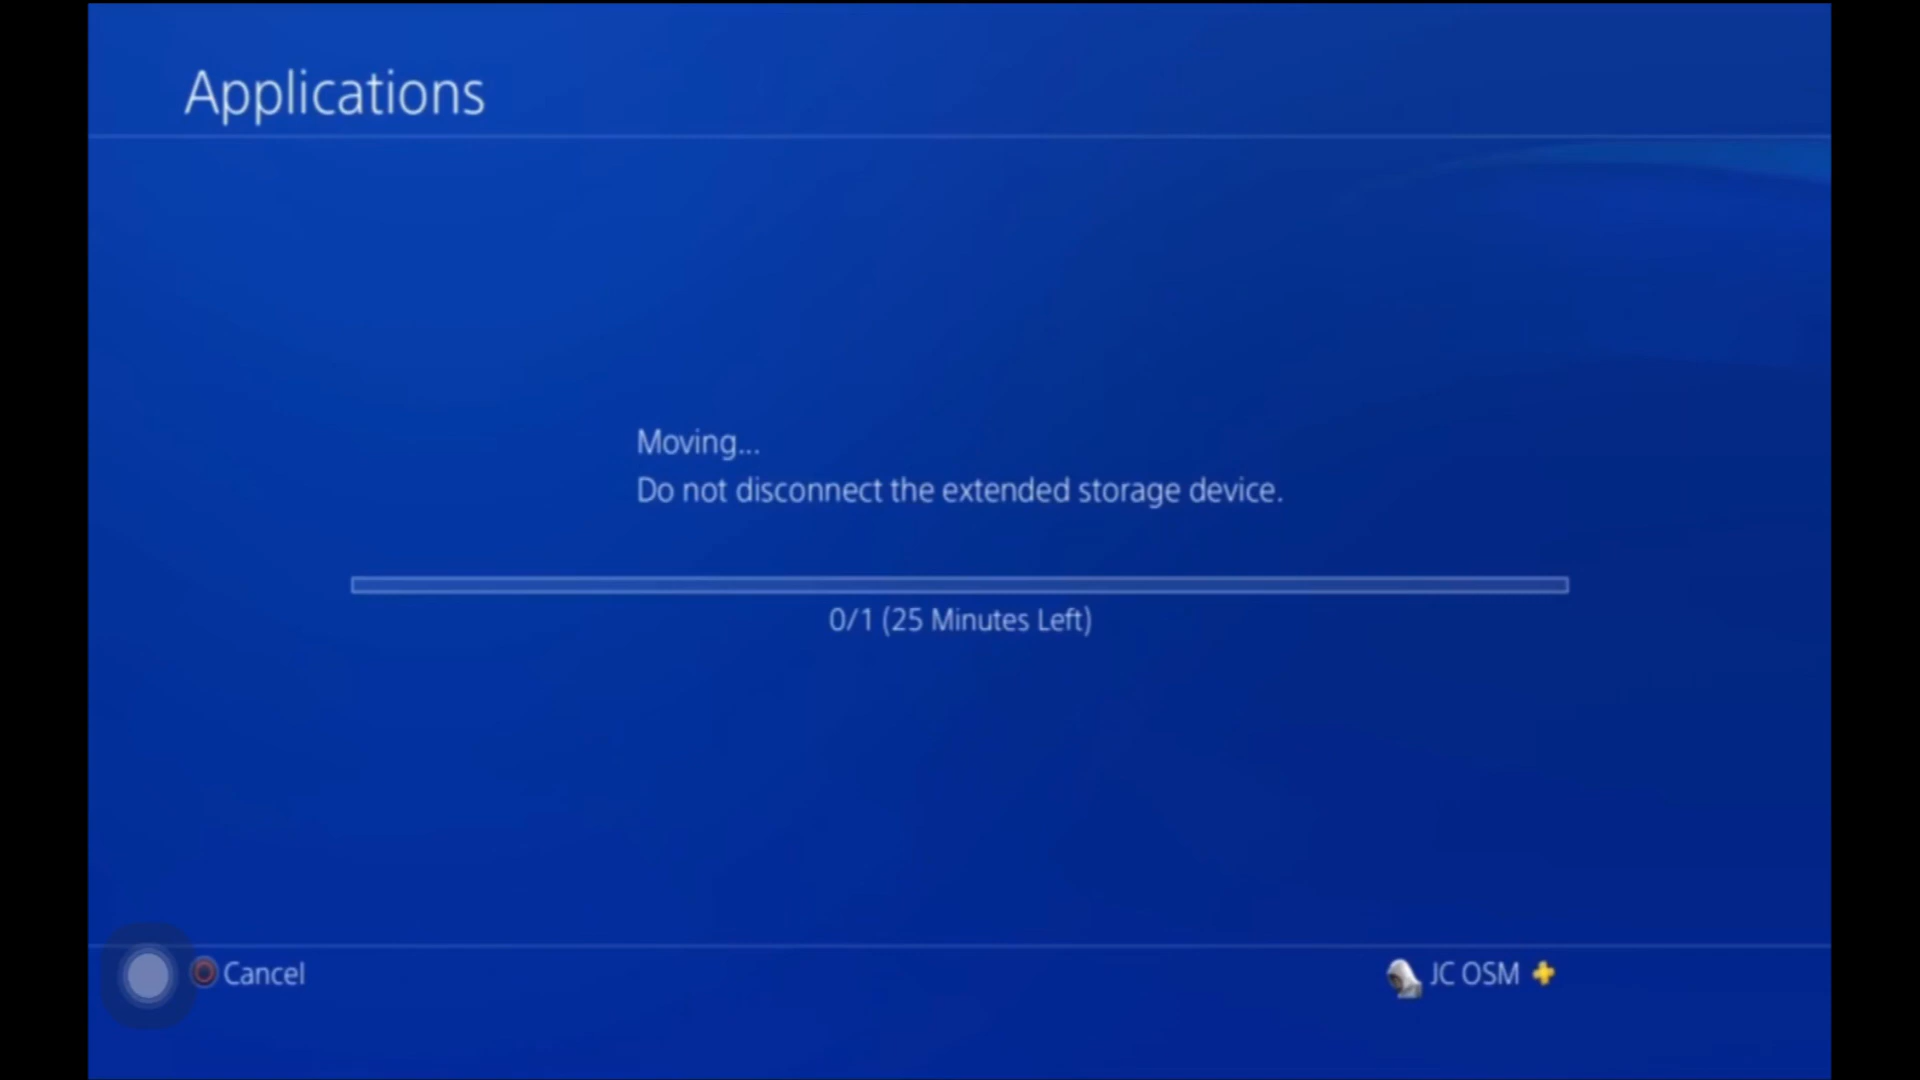 Applications
Moving...
Do not disconnect the extended storage device.
0/1 (25 Minutes Left)
Cancel
JC OSM